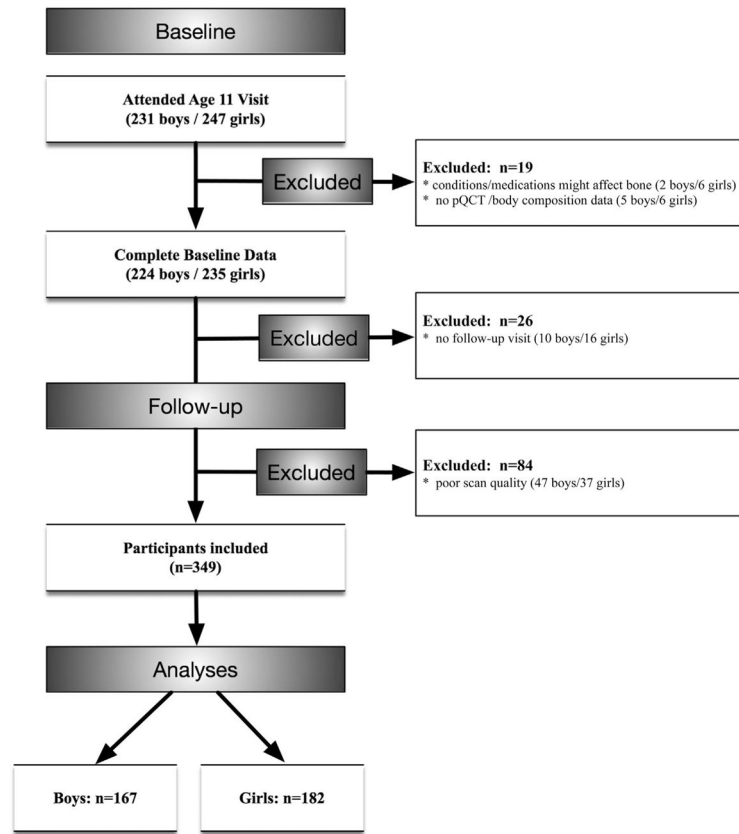 Baseline
Attended Age 11 Visit
(231 boys / 247 girls)
Excluded
Excluded: n=19
* conditions/medications might affect bone (2 boys/6 girls)
* no pQCT /body composition data (5 boys/6 girls)
Complete Baseline Data
(224 boys / 235 girls)
Excluded
Excluded: n=26
* no follow-up visit (10 boys/16 girls)
Follow-up
Excluded
Excluded: n=84
* poor scan quality (47 boys/37 girls)
Participants included
(n=349)
Analyses
Boys: n=167
Girls: n=182